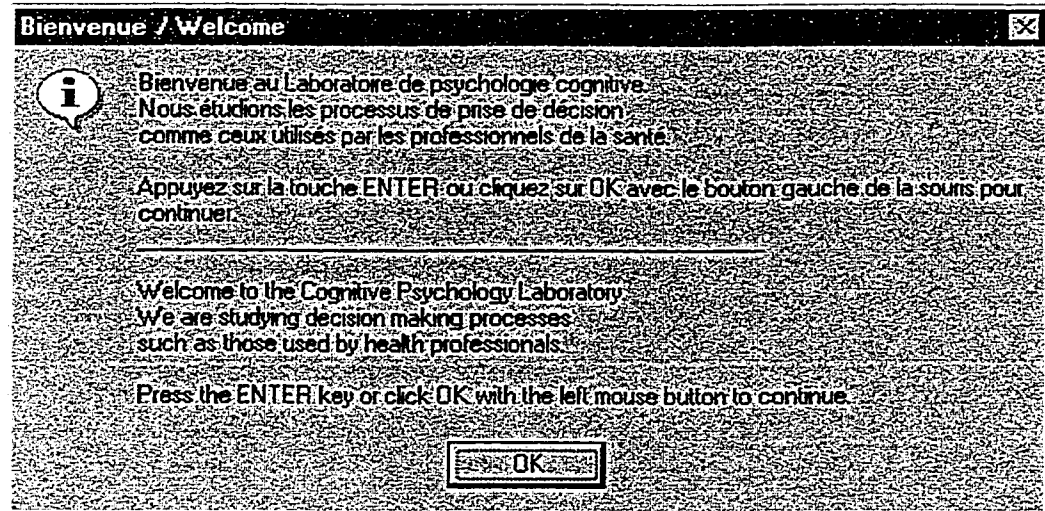 Bienvenue / Welcome
Bienvenue au Laboratoire de psychologie cognitive.
Nous étudions les processus de prise de décision
comme ceux utilisés par les professionnels de la santé.
Appuyez sur la touche ENTER ou cliquez sur OK avec le bouton gauche de la souris pour
continuer.
Welcome to the Cognitive Psychology Laboratory
We are studying decision making processes
such as those used by health professionals.
Press the ENTER key or click OK with the left mouse button to continue.
OK